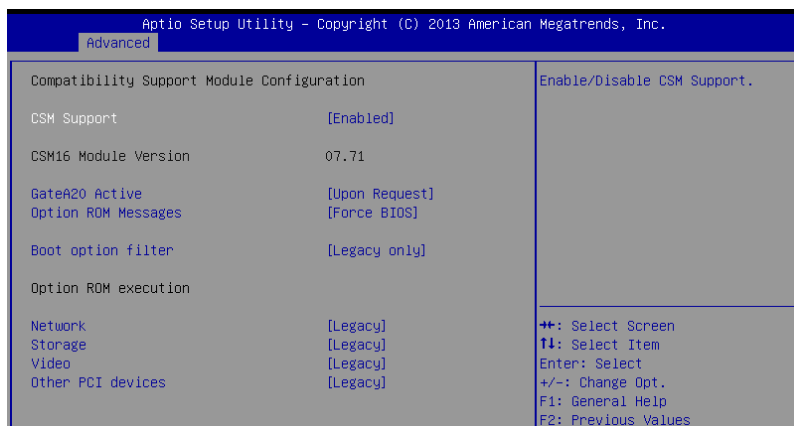 Aptio Setup Utility – Copyright (C) 2013 American Megatrends, Inc.
Advanced
Compatibility Support Module Configuration
CSM Support [Enabled]
CSM16 Module Version 07.71
GateA20 Active [Upon Request]
Option ROM Messages [Force BIOS]
Boot option filter [Legacy only]
Option ROM execution
Network [Legacy]
Storage [Legacy]
Video [Legacy]
Other PCI devices [Legacy]
Enable/Disable CSM Support.
→←: Select Screen
↑↓: Select Item
Enter: Select
+/-: Change Opt.
F1: General Help
F2: Previous Values